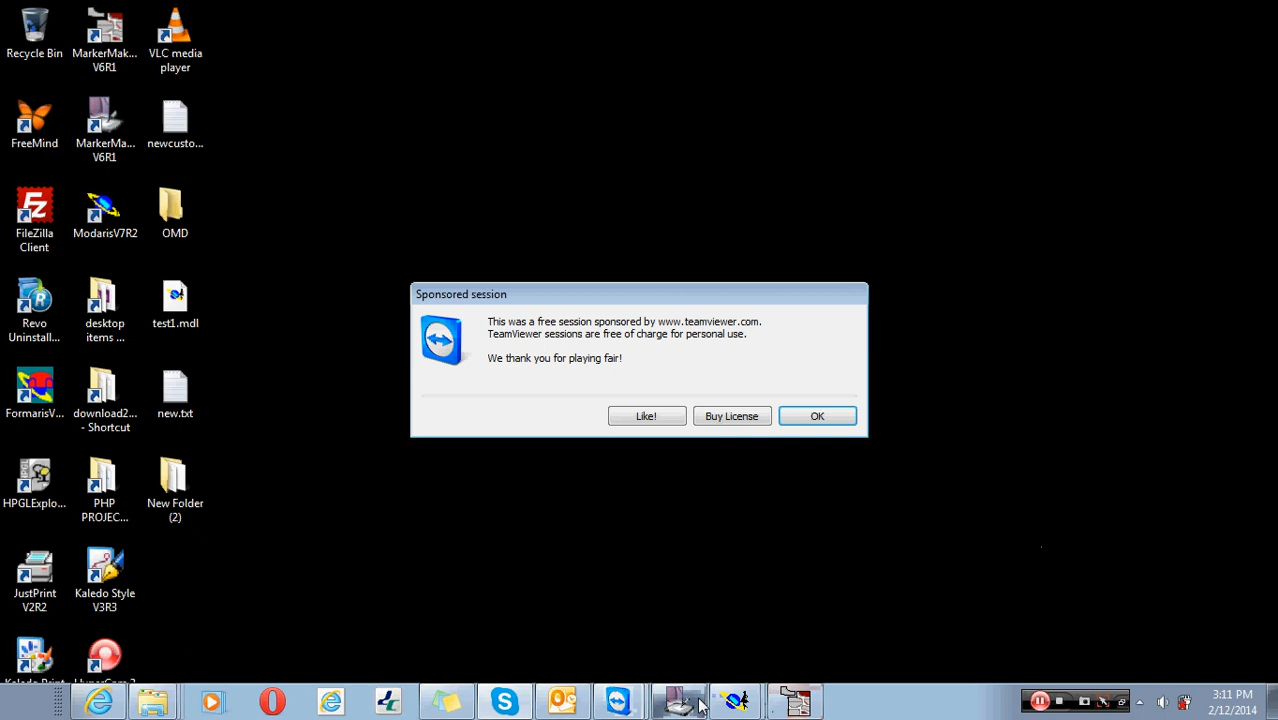 Recycle Bin
MarkerMak...
V6R1
VLC media
player
FreeMind
MarkerMa...
V6R1
newcusto...
FileZilla
Client
ModarisV7R2
OMD
Revo
Uninstall...
desktop
items ...
test1.mdl
FormarisV...
download2...
- Shortcut
new.txt
HPGLExplo...
PHP
PROJEC...
New Folder
(2)
JustPrint
V2R2
Kaledo Style
V3R3
Sponsored session
This was a free session sponsored by www.teamviewer.com.
TeamViewer sessions are free of charge for personal use.
We thank you for playing fair!
Like!
Buy License
OK
3:11 PM
2/12/2014